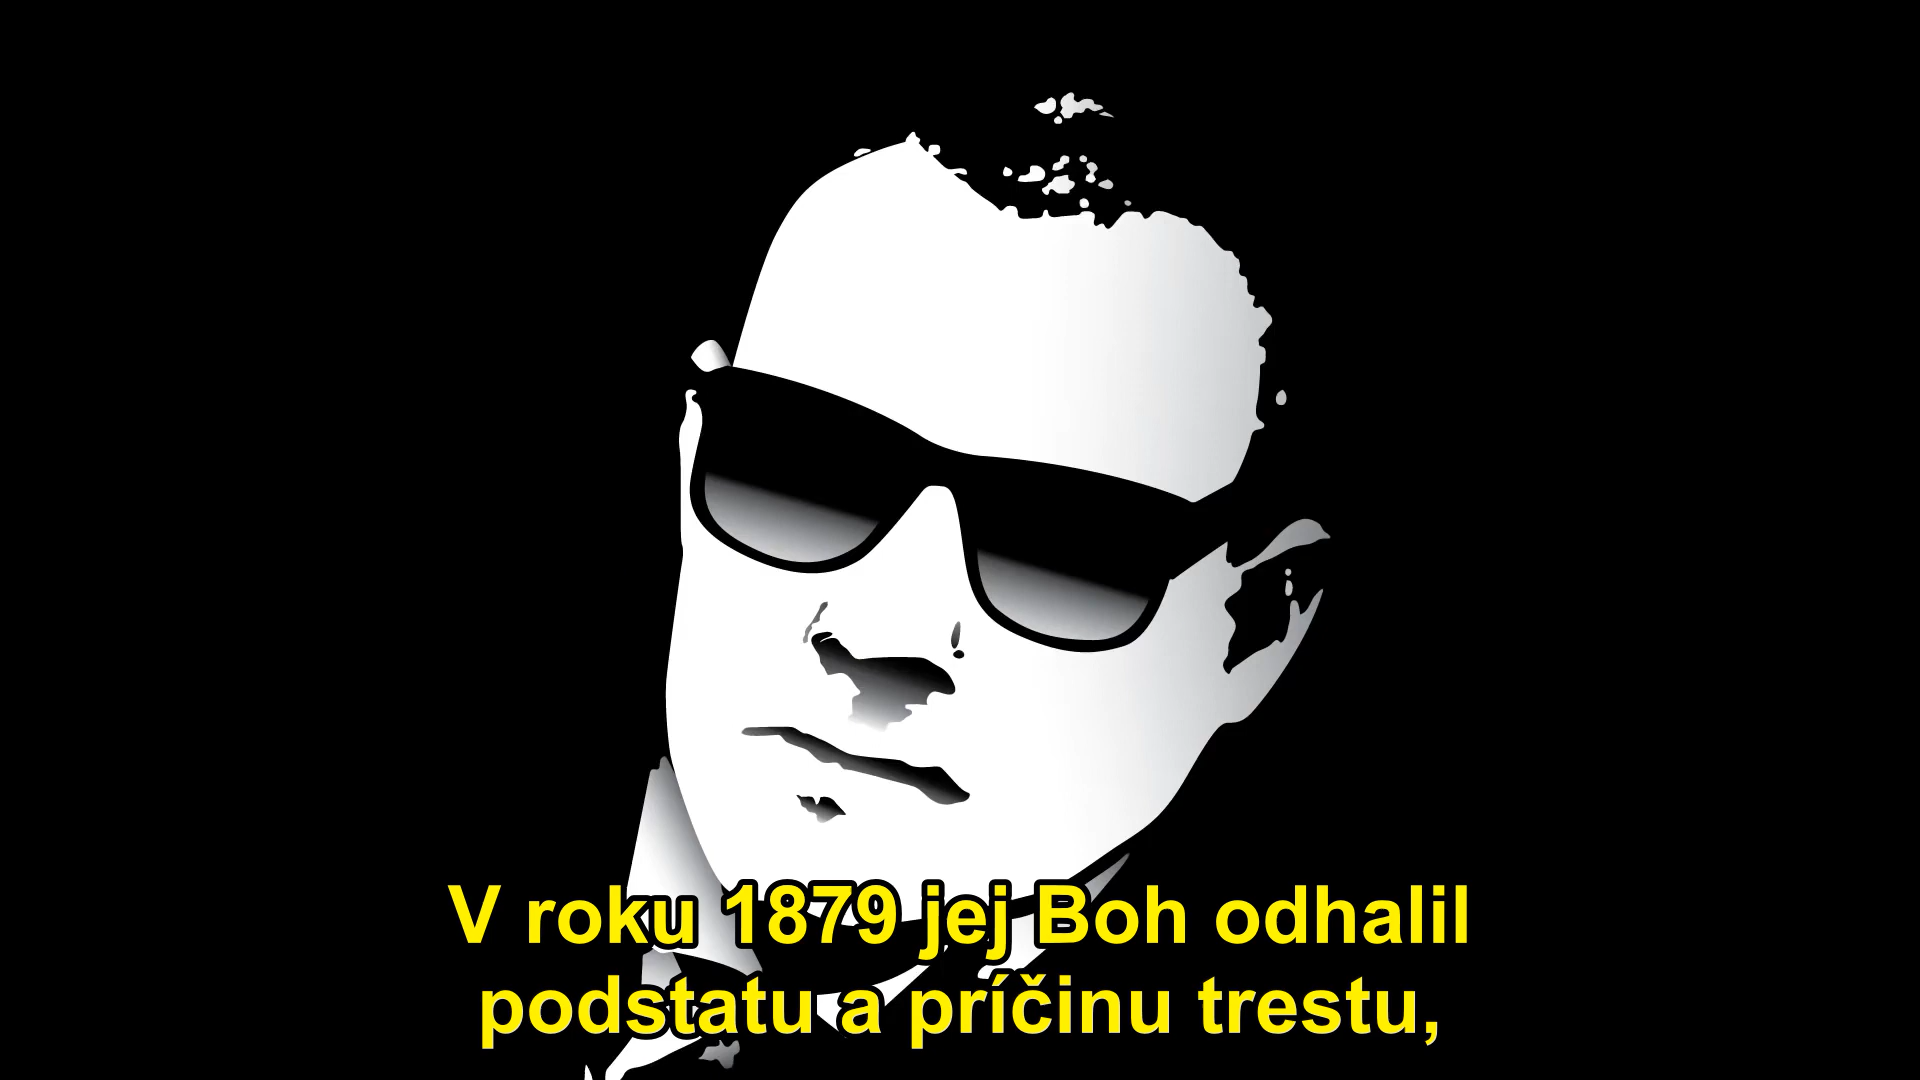 V roku 1879 jej Boh odhalil
podstatu a príčinu trestu,